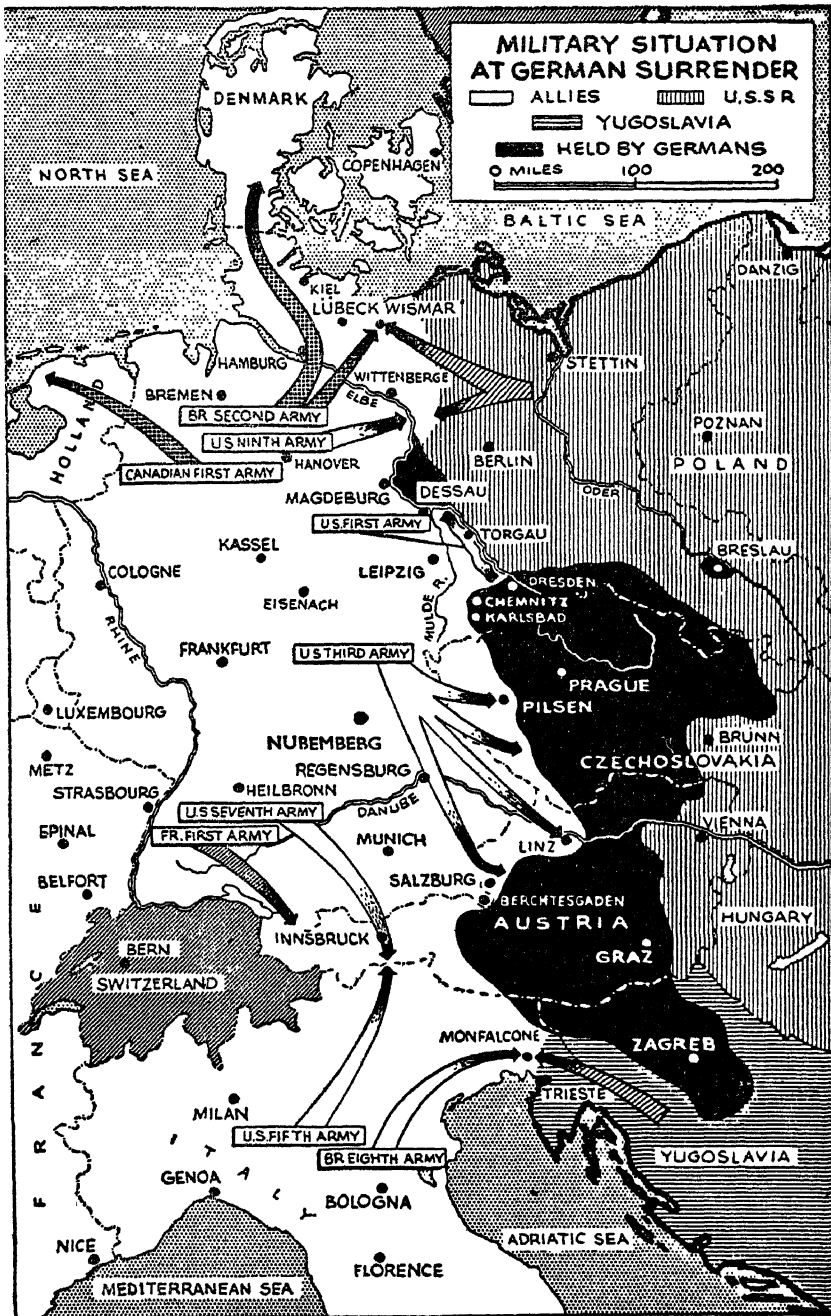 MILITARY SITUATION
AT GERMAN SURRENDER
ALLIES
U.S.S R
YUGOSLAVIA
HELD BY GERMANS
0 MILES 100 200
DENMARK
NORTH SEA
COPENHAGEN
BALTIC SEA
DANZIG
KIEL
LÜBECK WISMAR
HAMBURG
STETTIN
WITTENBERGE
BREMEN
ELBE
BR SECOND ARMY
HOLLAND
US NINTH ARMY
POZNAN
CANADIAN FIRST ARMY
HANOVER
BERLIN
POLAND
MAGDEBURG
DESSAU
ODER
U.S. FIRST ARMY
TORGAU
KASSEL
BRESLAU
COLOGNE
LEIPZIG
DRESDEN
EISENACH
CHEMNITZ
KARLSBAD
RHINE
MULDE R.
FRANKFURT
U S THIRD ARMY
PRAGUE
LUXEMBOURG
PILSEN
NUBEMBERG
BRUNN
METZ
REGENSBURG
CZECHOSLOVAKIA
STRASBOURG
HEILBRONN
U.S SEVENTH ARMY
DANUBE
EPINAL
FR. FIRST ARMY
MUNICH
LINZ
VIENNA
BELFORT
SALZBURG
BERCHTESGADEN
AUSTRIA
HUNGARY
INNSBRUCK
BERN
GRAZ
SWITZERLAND
FRANCE
MONFALCONE
ZAGREB
MILAN
TRIESTE
U.S. FIFTH ARMY
ITALY
BR EIGHTH ARMY
YUGOSLAVIA
GENOA
BOLOGNA
ADRIATIC SEA
NICE
FLORENCE
MEDITERRANEAN SEA